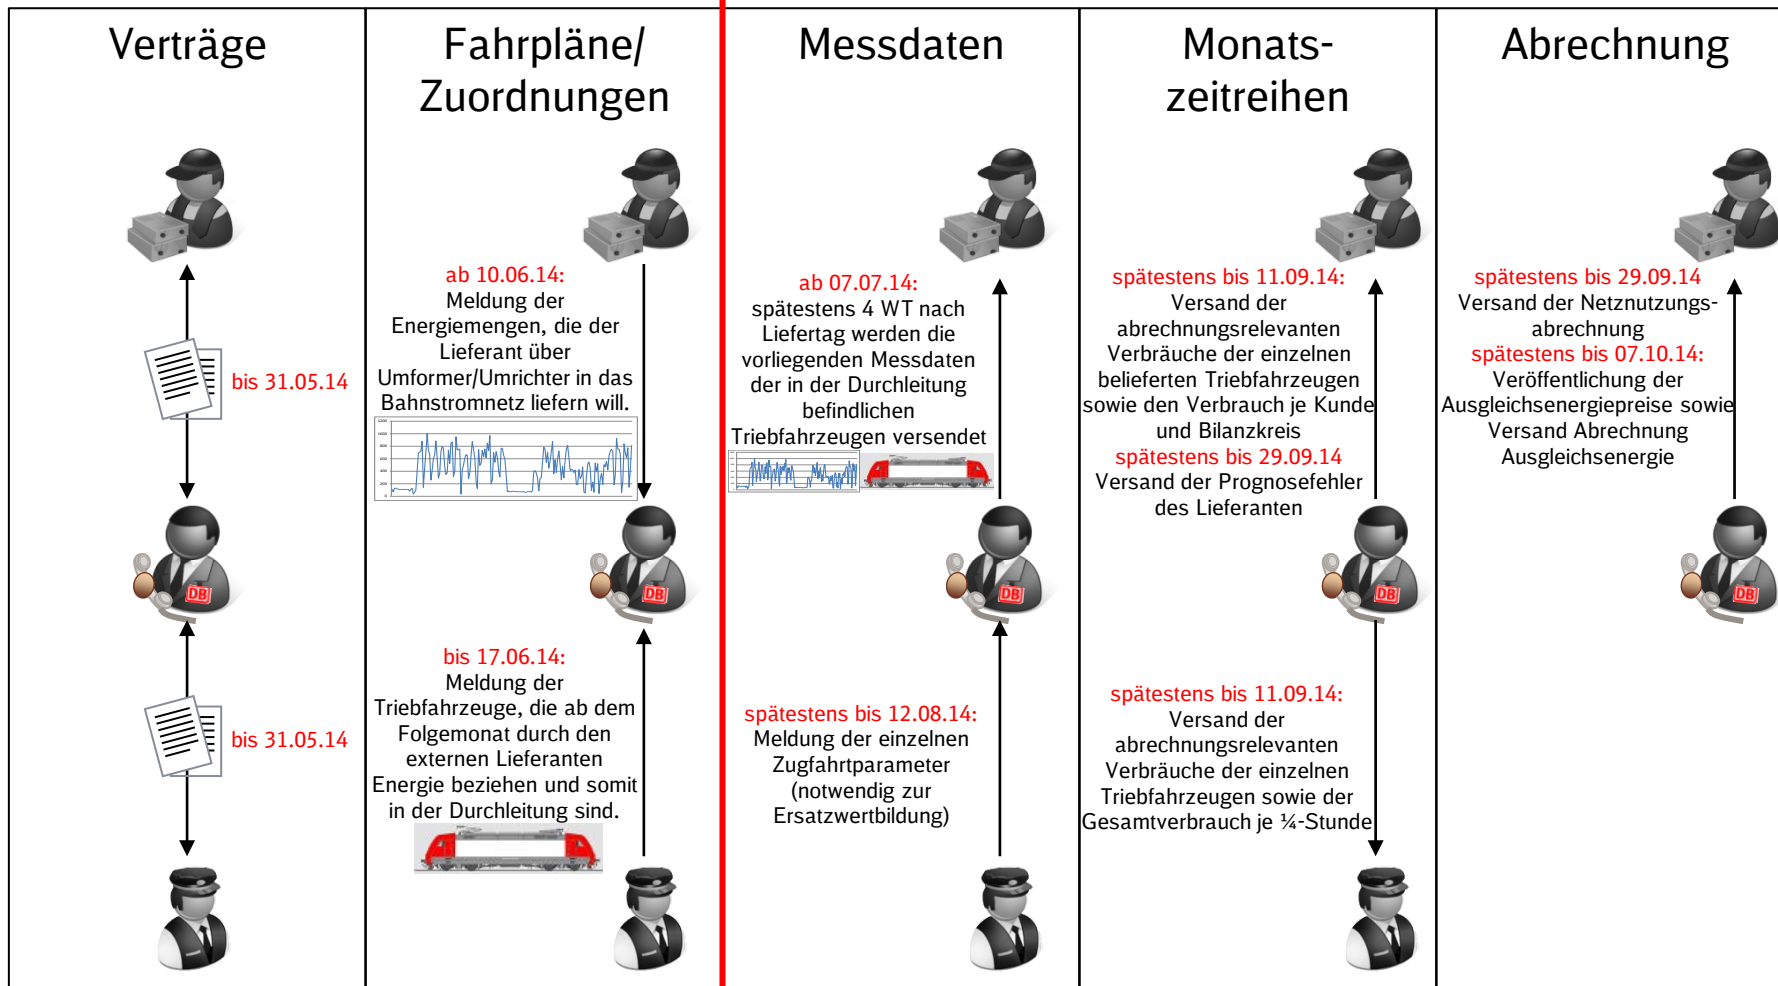 Verträge
bis 31.05.14
DB
bis 31.05.14
Fahrpläne/
Zuordnungen
ab 10.06.14:
Meldung der
Energiemengen, die der
Lieferant über
Umformer/Umrichter in das
Bahnstromnetz liefern will.
1200
1000
800
600
400
200
0
DB
bis 17.06.14:
Meldung der
Triebfahrzeuge, die ab dem
Folgemonat durch den
externen Lieferanten
Energie beziehen und somit
in der Durchleitung sind.
Messdaten
ab 07.07.14:
spätestens 4 WT nach
Liefertag werden die
vorliegenden Messdaten
der in der Durchleitung
befindlichen
Triebfahrzeugen versendet
DB
spätestens bis 12.08.14:
Meldung der einzelnen
Zugfahrtparameter
(notwendig zur
Ersatzwertbildung)
Monats-
zeitreihen
spätestens bis 11.09.14:
Versand der
abrechnungsrelevanten
Verbräuche der einzelnen
belieferten Triebfahrzeugen
sowie den Verbrauch je Kunde
und Bilanzkreis
spätestens bis 29.09.14
Versand der Prognosefehler
des Lieferanten
DB
spätestens bis 11.09.14:
Versand der
abrechnungsrelevanten
Verbräuche der einzelnen
Triebfahrzeugen sowie der
Gesamtverbrauch je ¼-Stunde
Abrechnung
spätestens bis 29.09.14
Versand der Netznutzungs-
abrechnung
spätestens bis 07.10.14:
Veröffentlichung der
Ausgleichsenergiepreise sowie
Versand Abrechnung
Ausgleichsenergie
DB